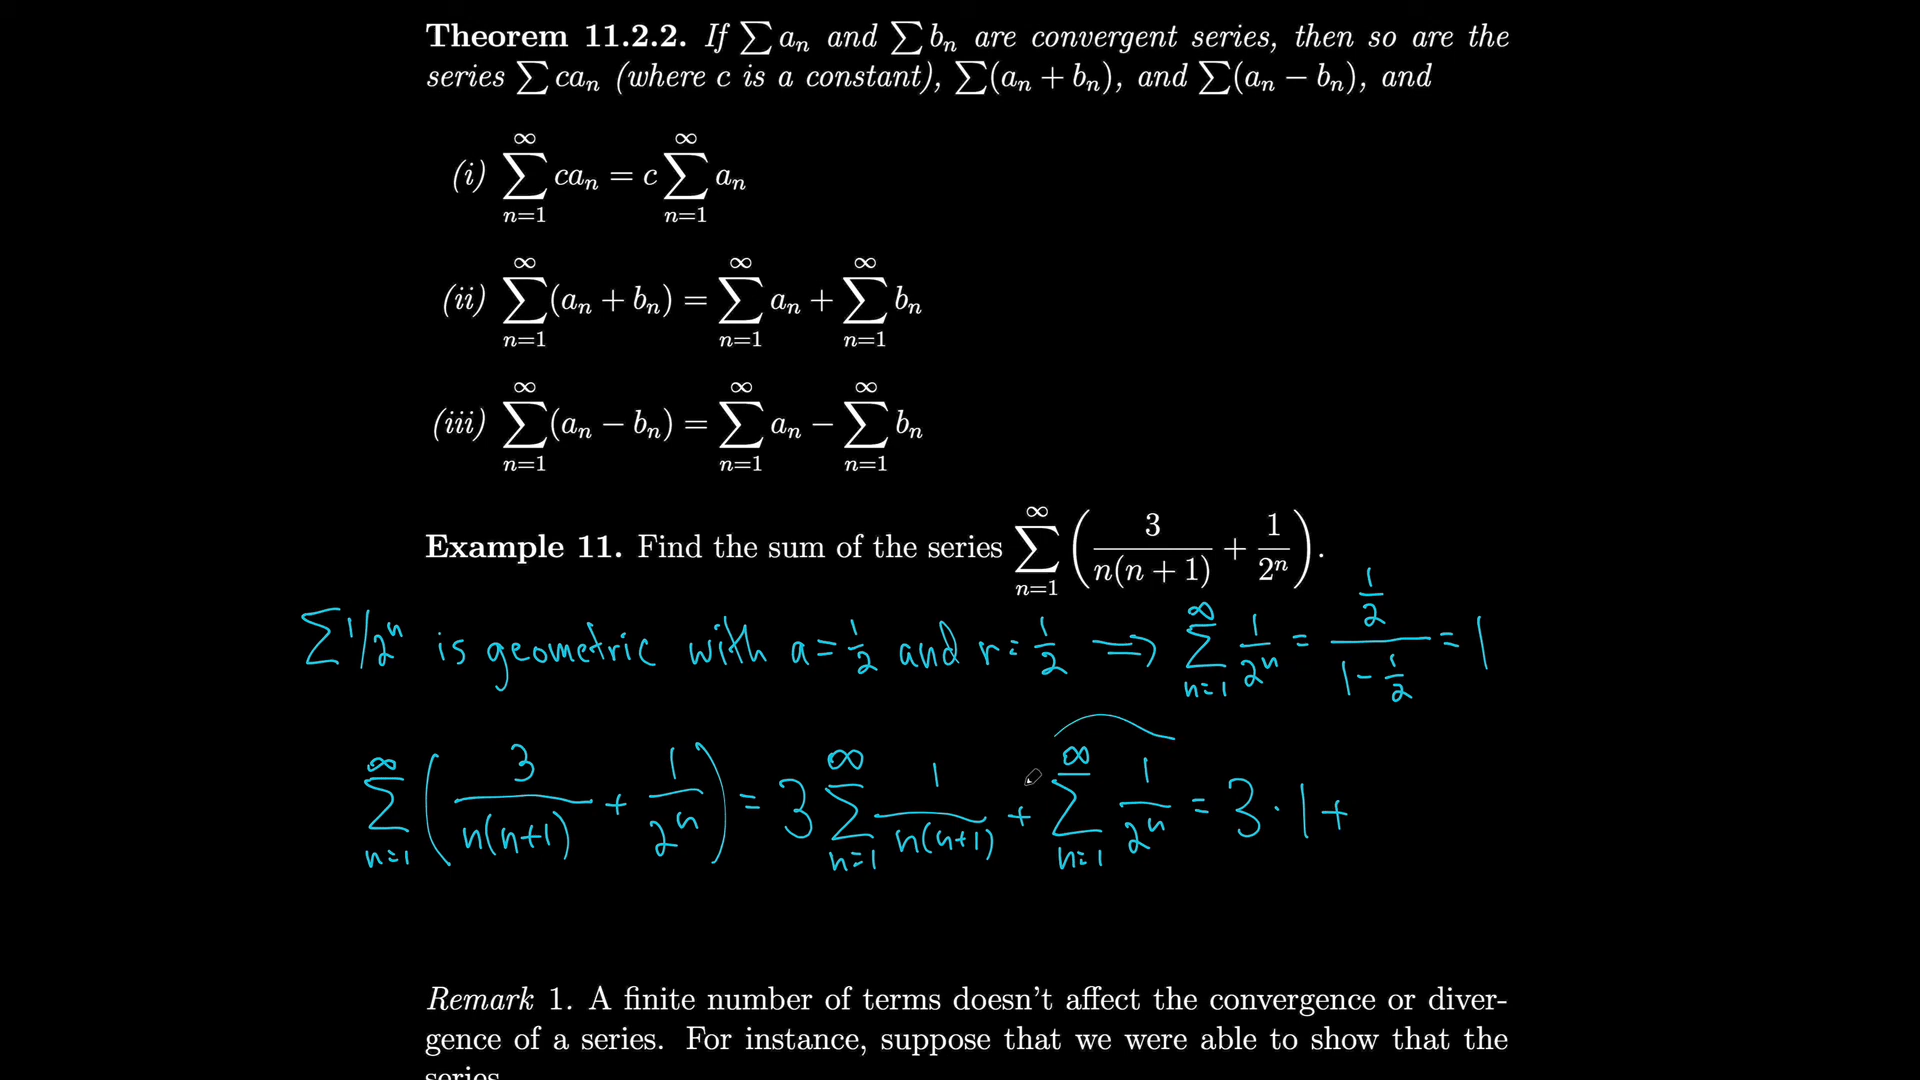 Theorem 11.2.2. If ∑ aₙ and ∑ bₙ are convergent series, then so are the
series ∑ caₙ (where c is a constant), ∑(aₙ + bₙ), and ∑(aₙ − bₙ), and
(i) ∑_{n=1}^{∞} caₙ = c ∑_{n=1}^{∞} aₙ
(ii) ∑_{n=1}^{∞} (aₙ + bₙ) = ∑_{n=1}^{∞} aₙ + ∑_{n=1}^{∞} bₙ
(iii) ∑_{n=1}^{∞} (aₙ − bₙ) = ∑_{n=1}^{∞} aₙ − ∑_{n=1}^{∞} bₙ
Example 11. Find the sum of the series ∑_{n=1}^{∞} (3/(n(n + 1)) + 1/2ⁿ).
∑ 1/2ⁿ is geometric with a = 1/2 and r = 1/2 ⟹ ∑_{n=1}^{∞} 1/2ⁿ = (1/2)/(1 − 1/2) = 1
∑_{n=1}^{∞} (3/(n(n+1)) + 1/2ⁿ) = 3 ∑_{n=1}^{∞} 1/(n(n+1)) + ∑_{n=1}^{∞} 1/2ⁿ = 3 · 1 +
Remark 1. A finite number of terms doesn't affect the convergence or diver-
gence of a series. For instance, suppose that we were able to show that the
series